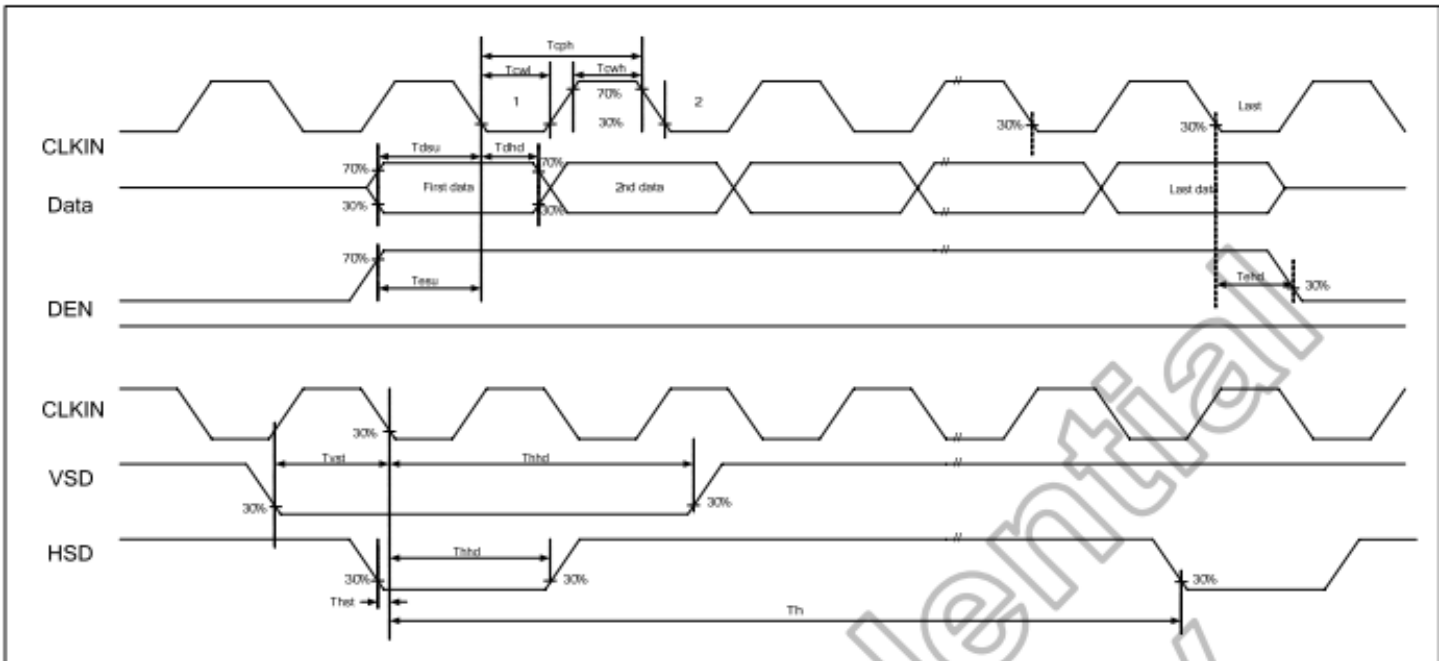 Tcph
Tcwl
Tcwh
1
70%
2
30%
30%
30%
Last
CLKIN
Tdsu
Tdhd
70%
70%
First data
2nd data
Last dat
Data
30%
30%
70%
Tesu
Tehd
30%
DEN
CLKIN
30%
Tvst
Thhd
VSD
30%
30%
HSD
Thhd
30%
30%
30%
Thst
Th